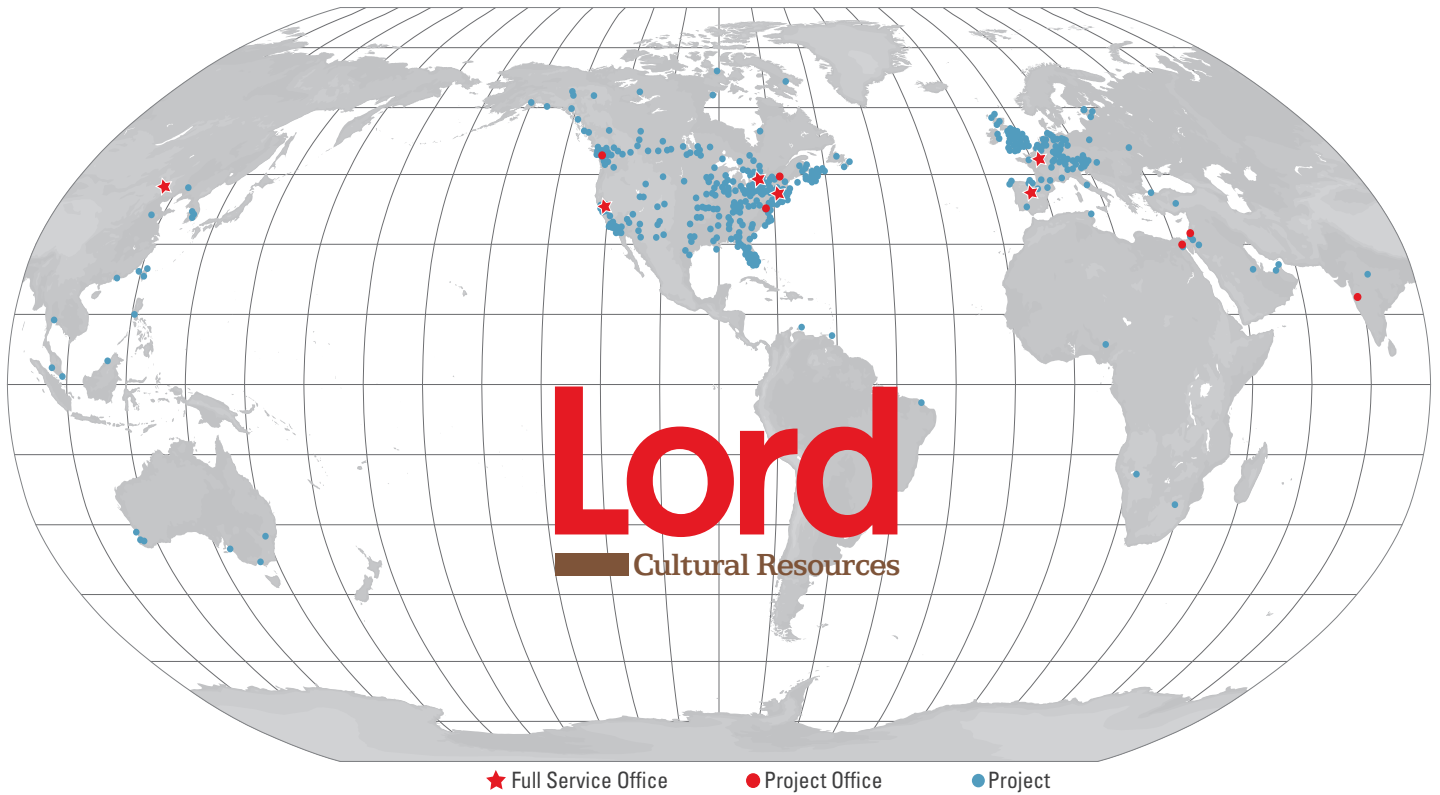 Lord
Cultural Resources
Full Service Office
Project Office
Project